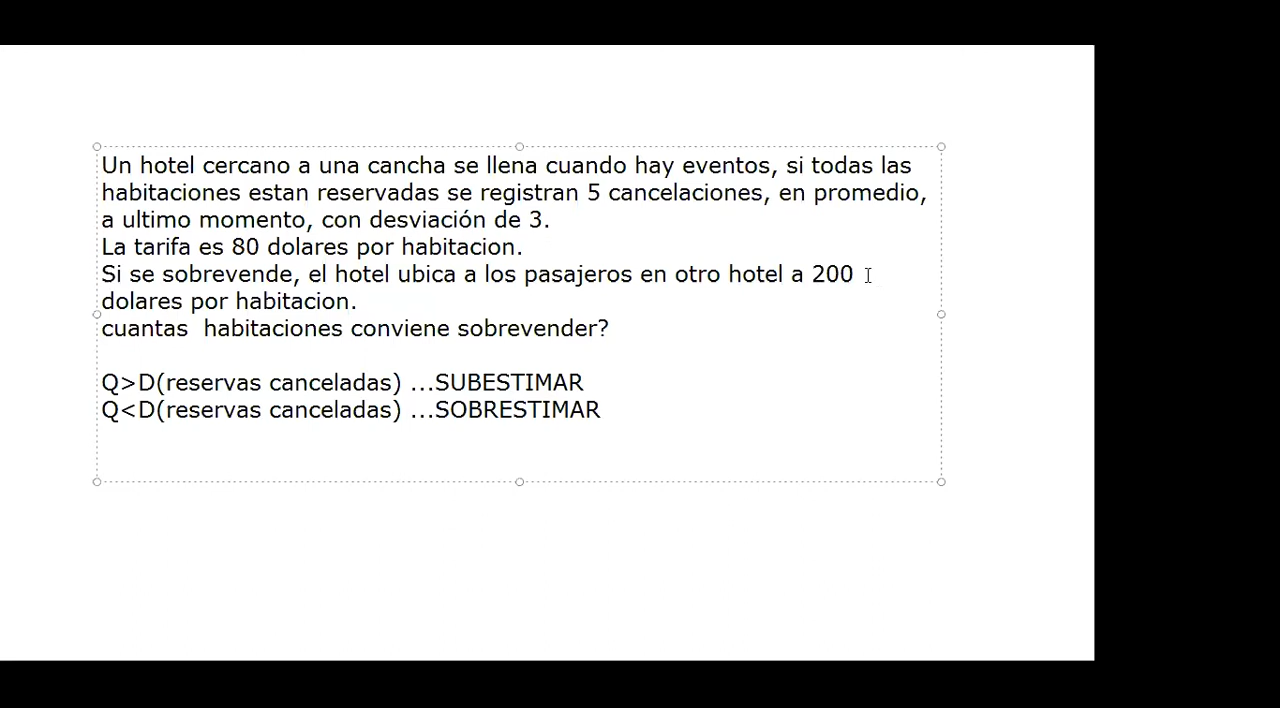 Un hotel cercano a una cancha se llena cuando hay eventos, si todas las
habitaciones estan reservadas se registran 5 cancelaciones, en promedio,
a ultimo momento, con desviación de 3.
La tarifa es 80 dolares por habitacion.
Si se sobrevende, el hotel ubica a los pasajeros en otro hotel a 200
dolares por habitacion.
cuantas  habitaciones conviene sobrevender?
Q>D(reservas canceladas) ...SUBESTIMAR
Q<D(reservas canceladas) ...SOBRESTIMAR